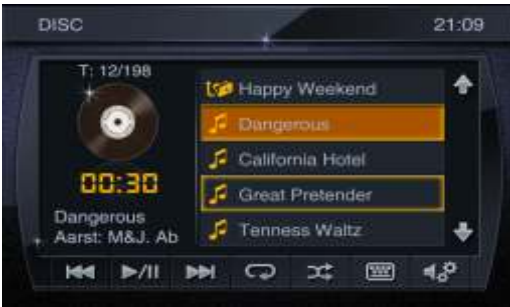 DISC
21:09
T: 12/198
Happy Weekend
Dangerous
California Hotel
Great Pretender
Tenness Waltz
00:30
Dangerous
Aarst: M&J. Ab